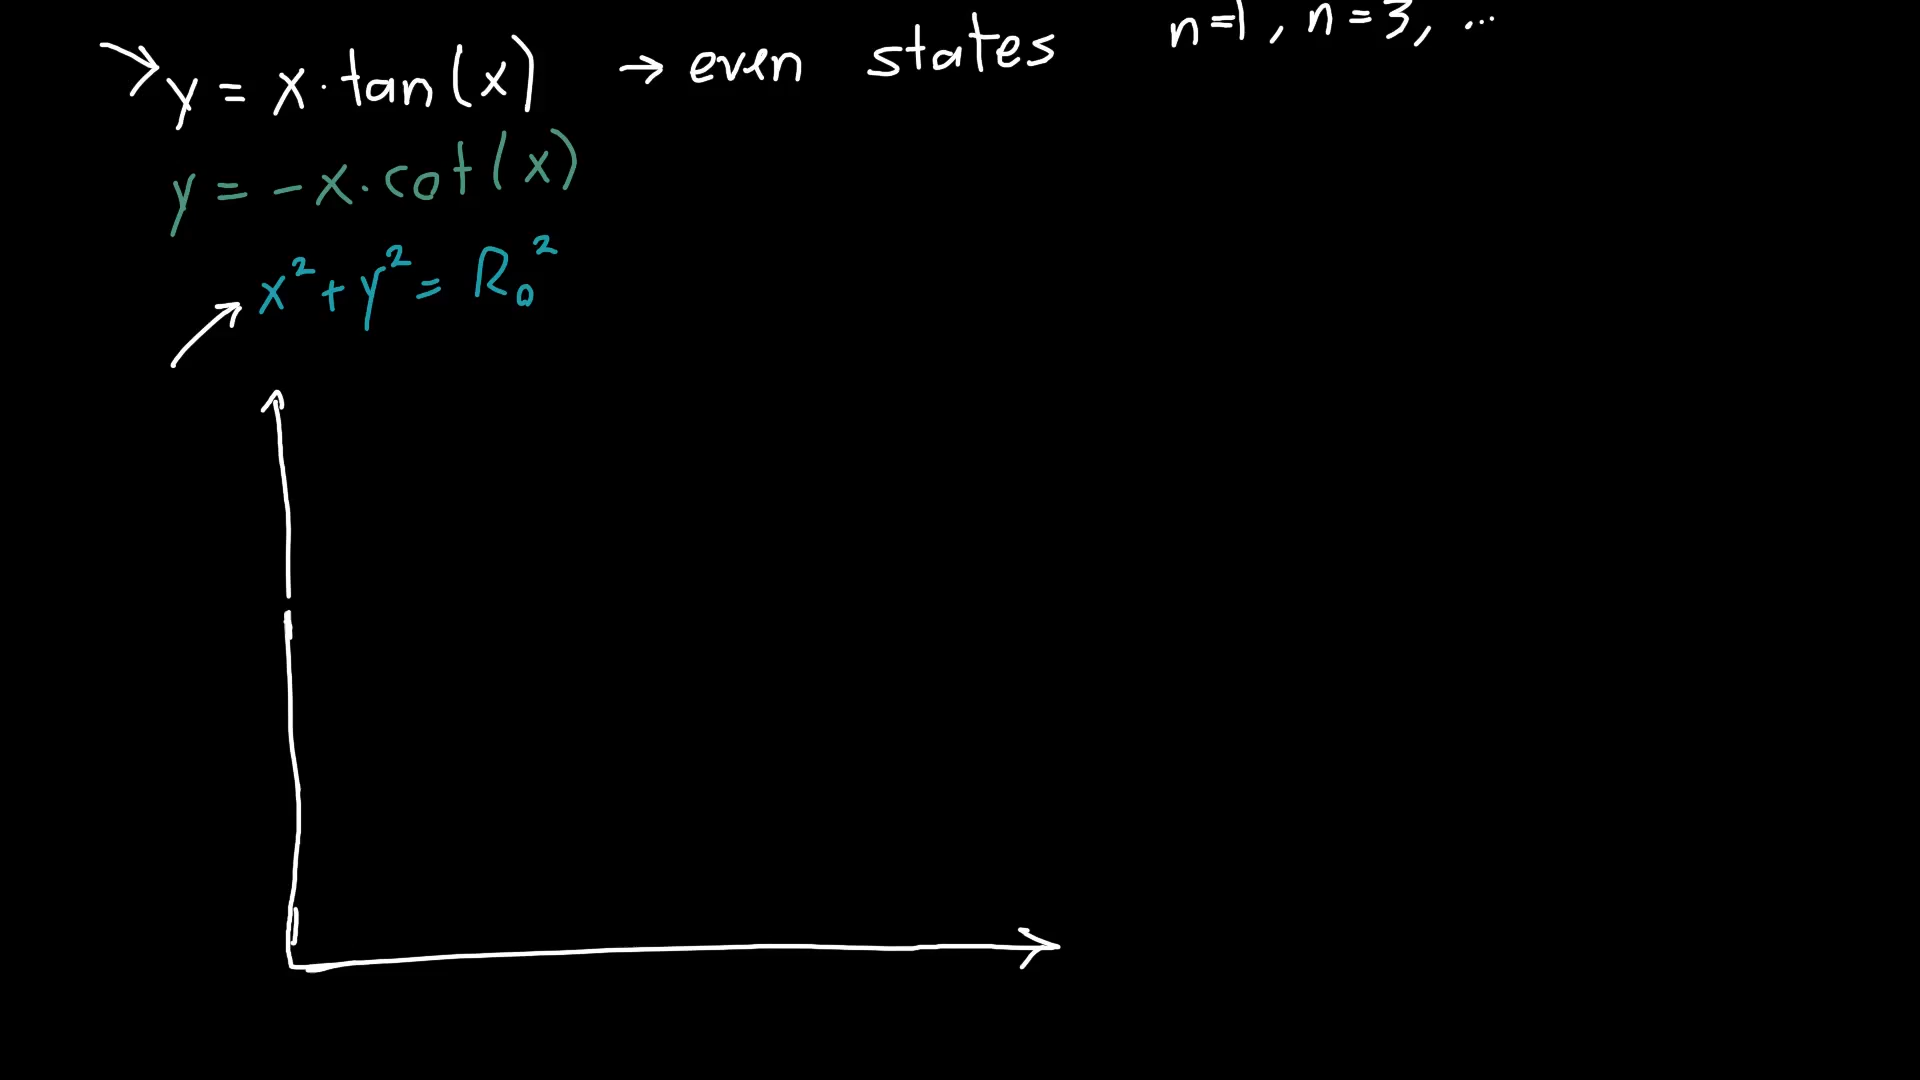 y = x · tan(x) → even states n=1, n=3, ...
y = -x · cot(x)
x² + y² = R₀²